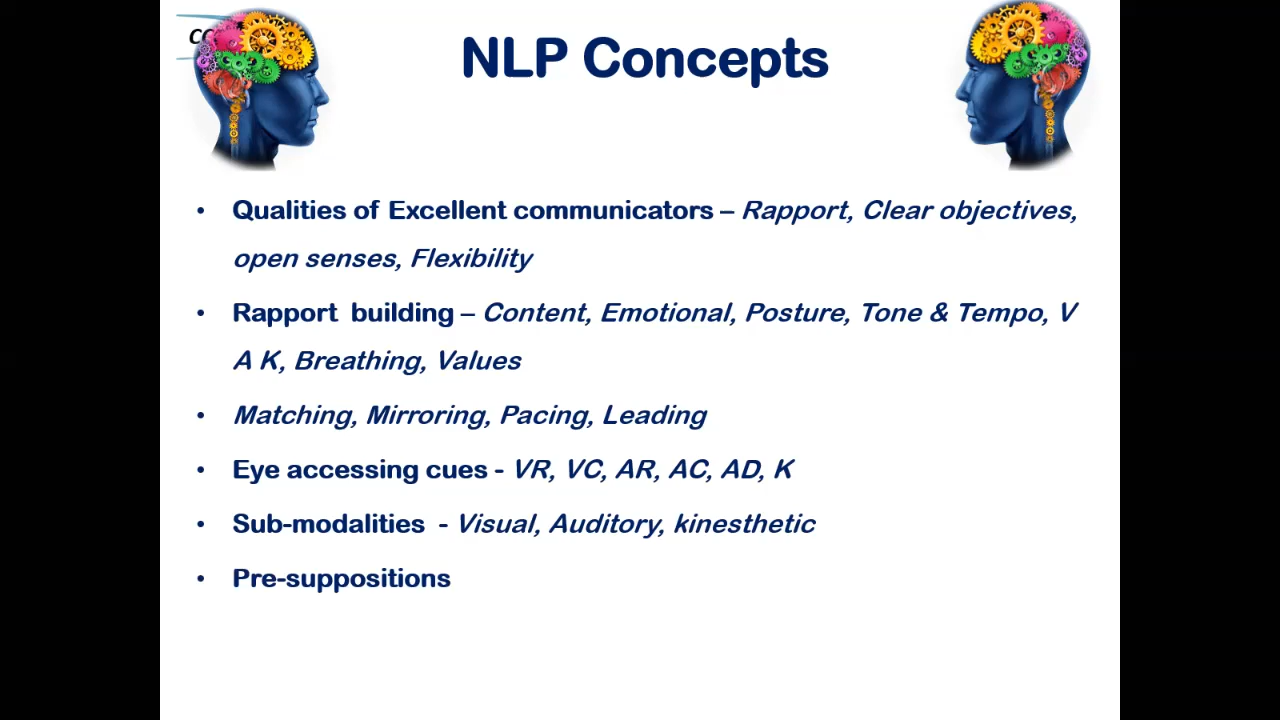 NLP Concepts
• Qualities of Excellent communicators – Rapport, Clear objectives,
open senses, Flexibility
• Rapport building – Content, Emotional, Posture, Tone & Tempo, V
A K, Breathing, Values
• Matching, Mirroring, Pacing, Leading
• Eye accessing cues - VR, VC, AR, AC, AD, K
• Sub-modalities - Visual, Auditory, kinesthetic
• Pre-suppositions